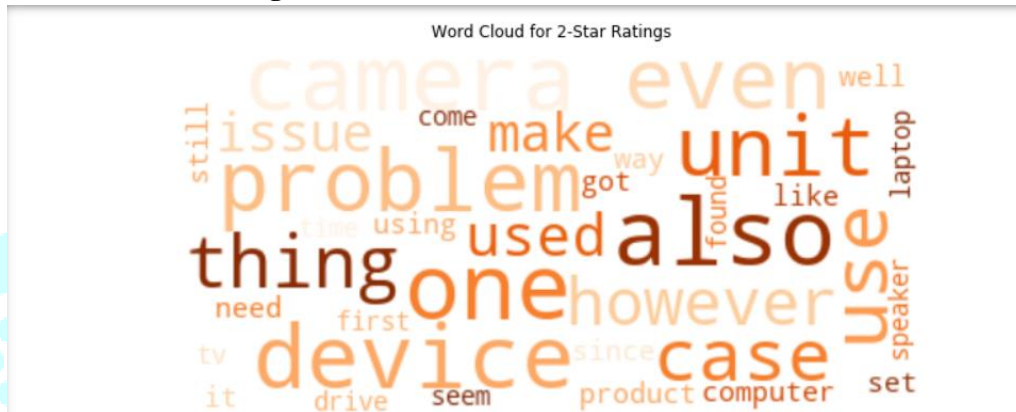 Word Cloud for 2-Star Ratings
camera even well
still issue come make unit laptop
problem got way found like
time using used also use
thing one however speaker
need first
device since case
tv
it drive seem product computer set